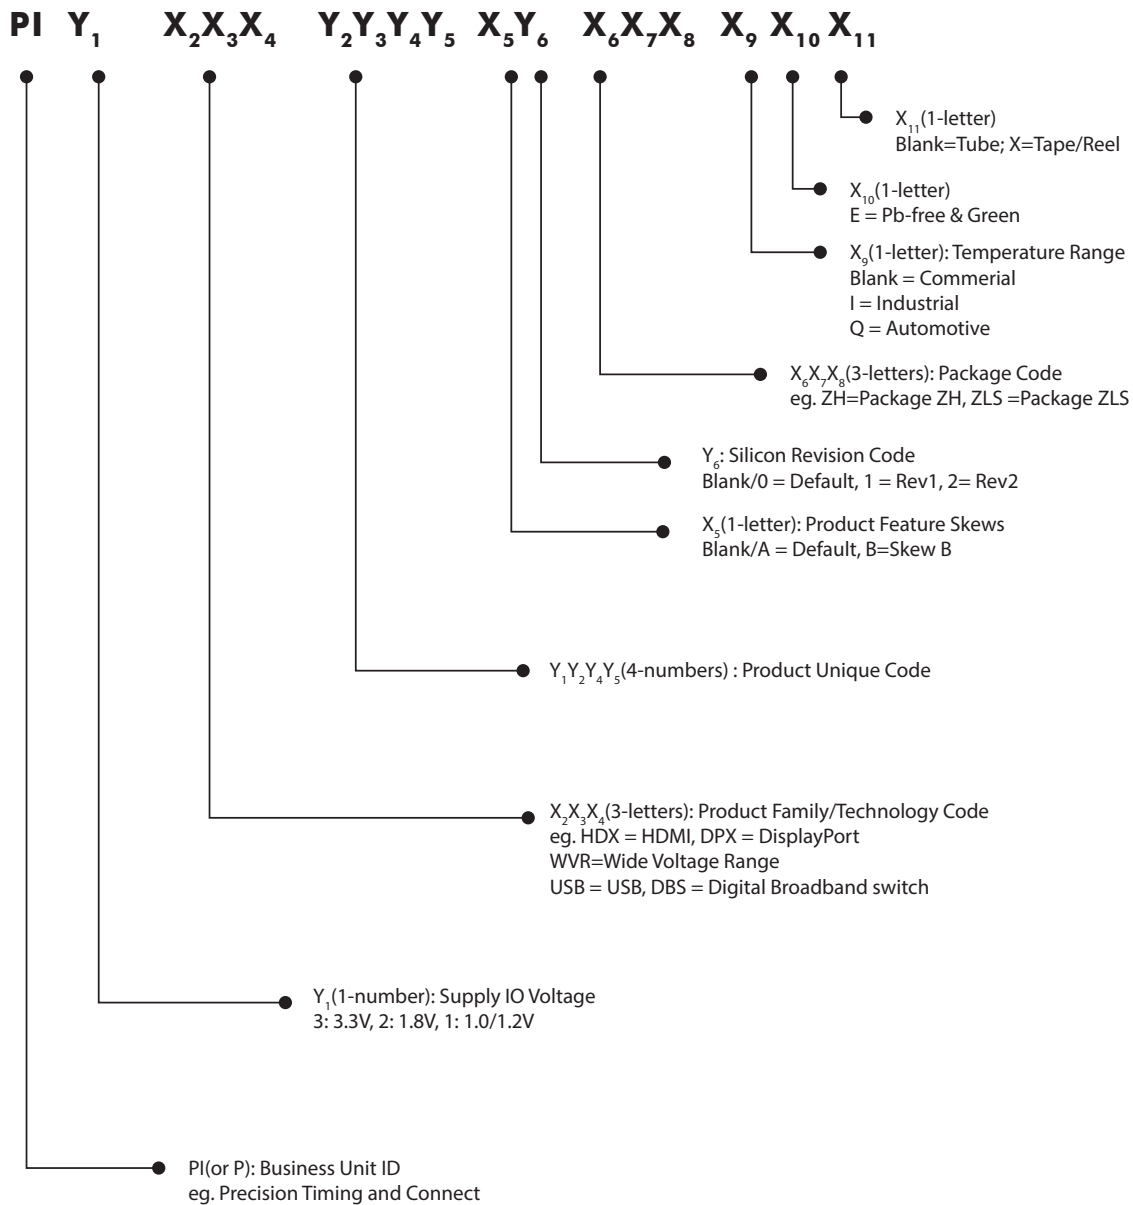 PI Y1 X2X3X4 Y2Y3Y4Y5 X5Y6 X6X7X8 X9 X10 X11
X11(1-letter)
Blank=Tube; X=Tape/Reel
X10(1-letter)
E = Pb-free & Green
X9(1-letter): Temperature Range
Blank = Commerial
I = Industrial
Q = Automotive
X6X7X8(3-letters): Package Code
eg. ZH=Package ZH, ZLS =Package ZLS
Y6: Silicon Revision Code
Blank/0 = Default, 1 = Rev1, 2= Rev2
X5(1-letter): Product Feature Skews
Blank/A = Default, B=Skew B
Y1Y2Y4Y5(4-numbers) : Product Unique Code
X2X3X4(3-letters): Product Family/Technology Code
eg. HDX = HDMI, DPX = DisplayPort
WVR=Wide Voltage Range
USB = USB, DBS = Digital Broadband switch
Y1(1-number): Supply IO Voltage
3: 3.3V, 2: 1.8V, 1: 1.0/1.2V
PI(or P): Business Unit ID
eg. Precision Timing and Connect